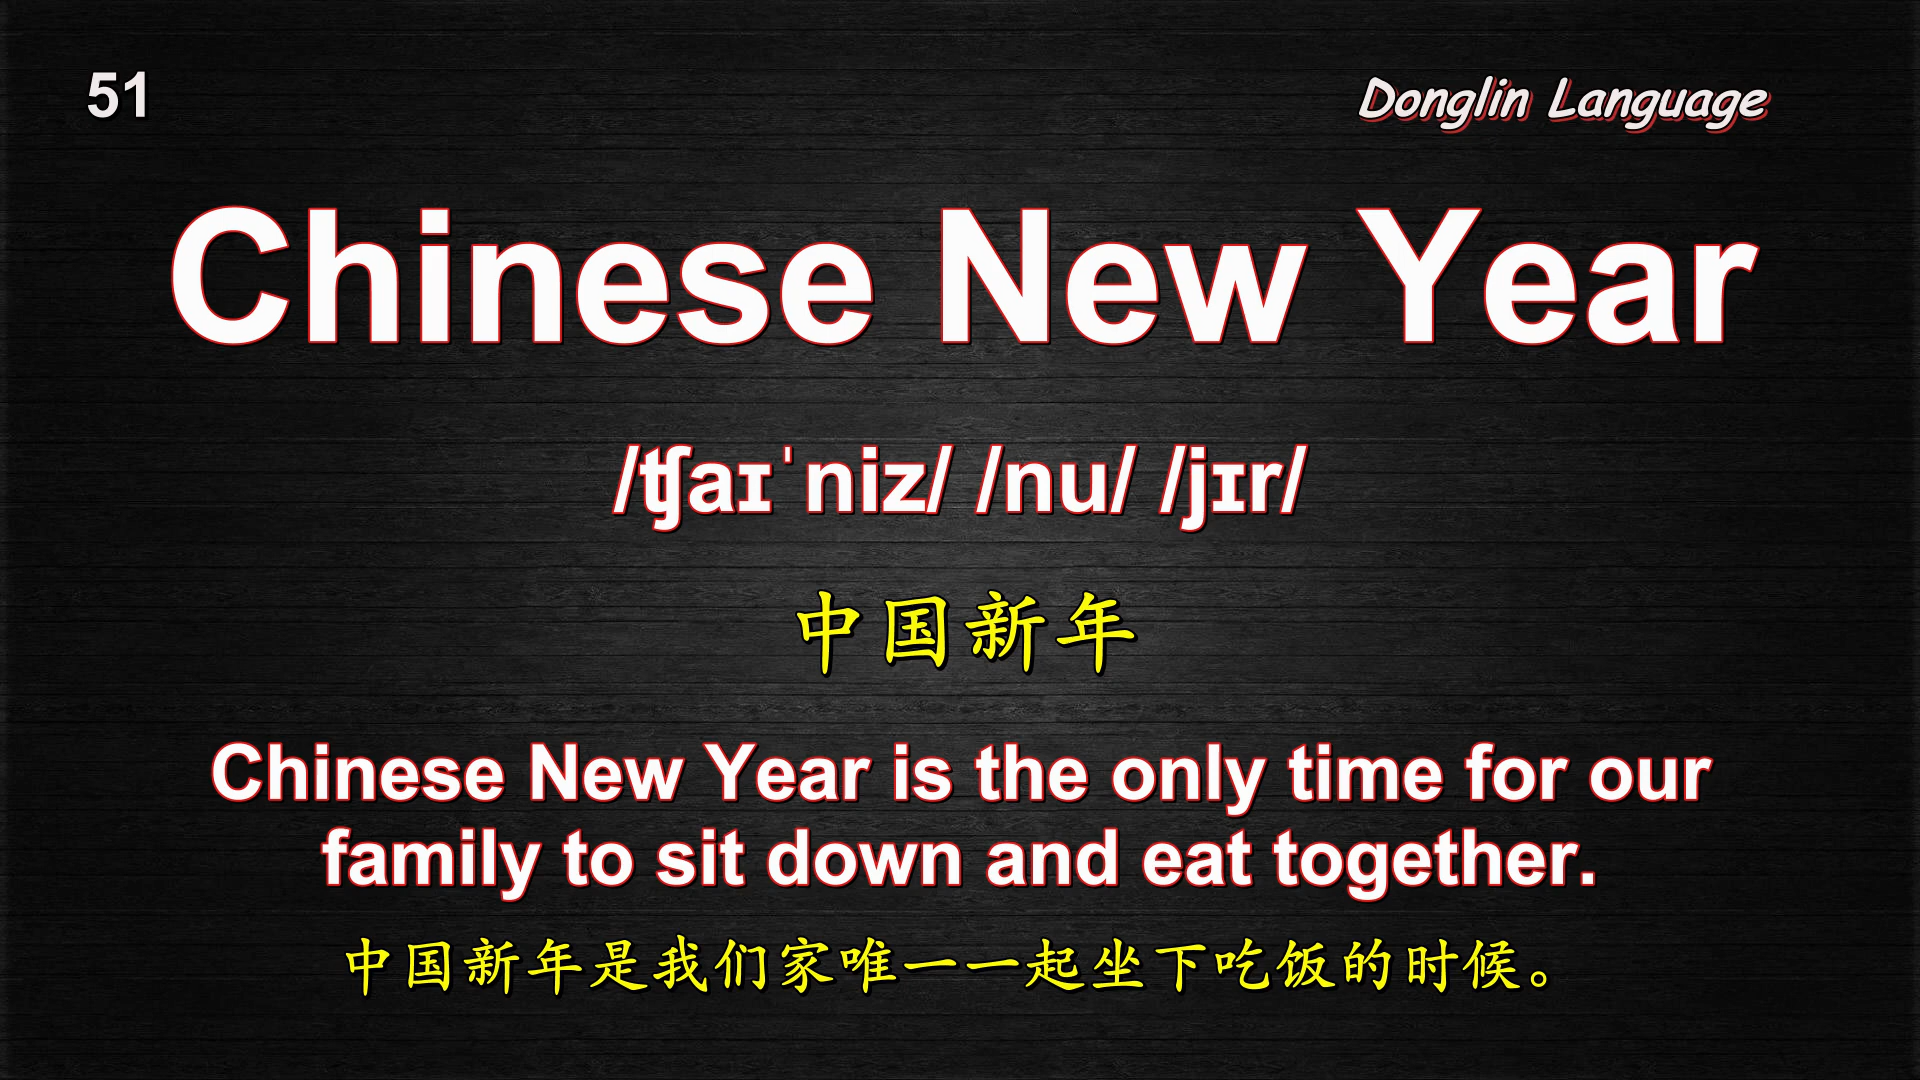 51
Donglin Language
Chinese New Year
/ʧaɪˈniz/ /nu/ /jɪr/
中国新年
Chinese New Year is the only time for our
family to sit down and eat together.
中国新年是我们家唯一一起坐下吃饭的时候。